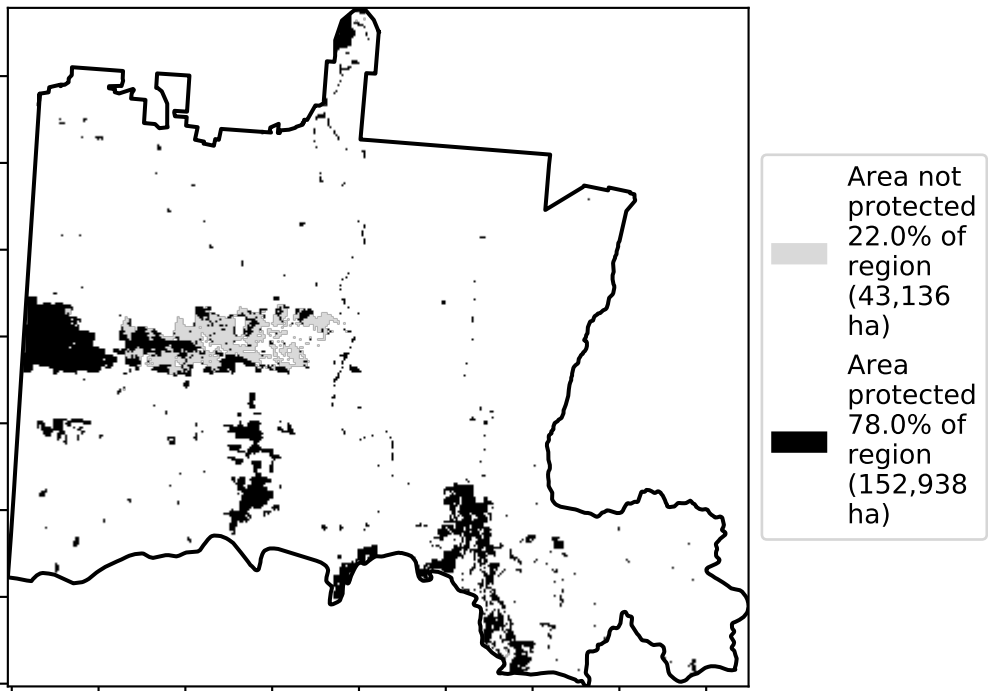 Area not
protected
22.0% of
region
(43,136
ha)
Area
protected
78.0% of
region
(152,938
ha)